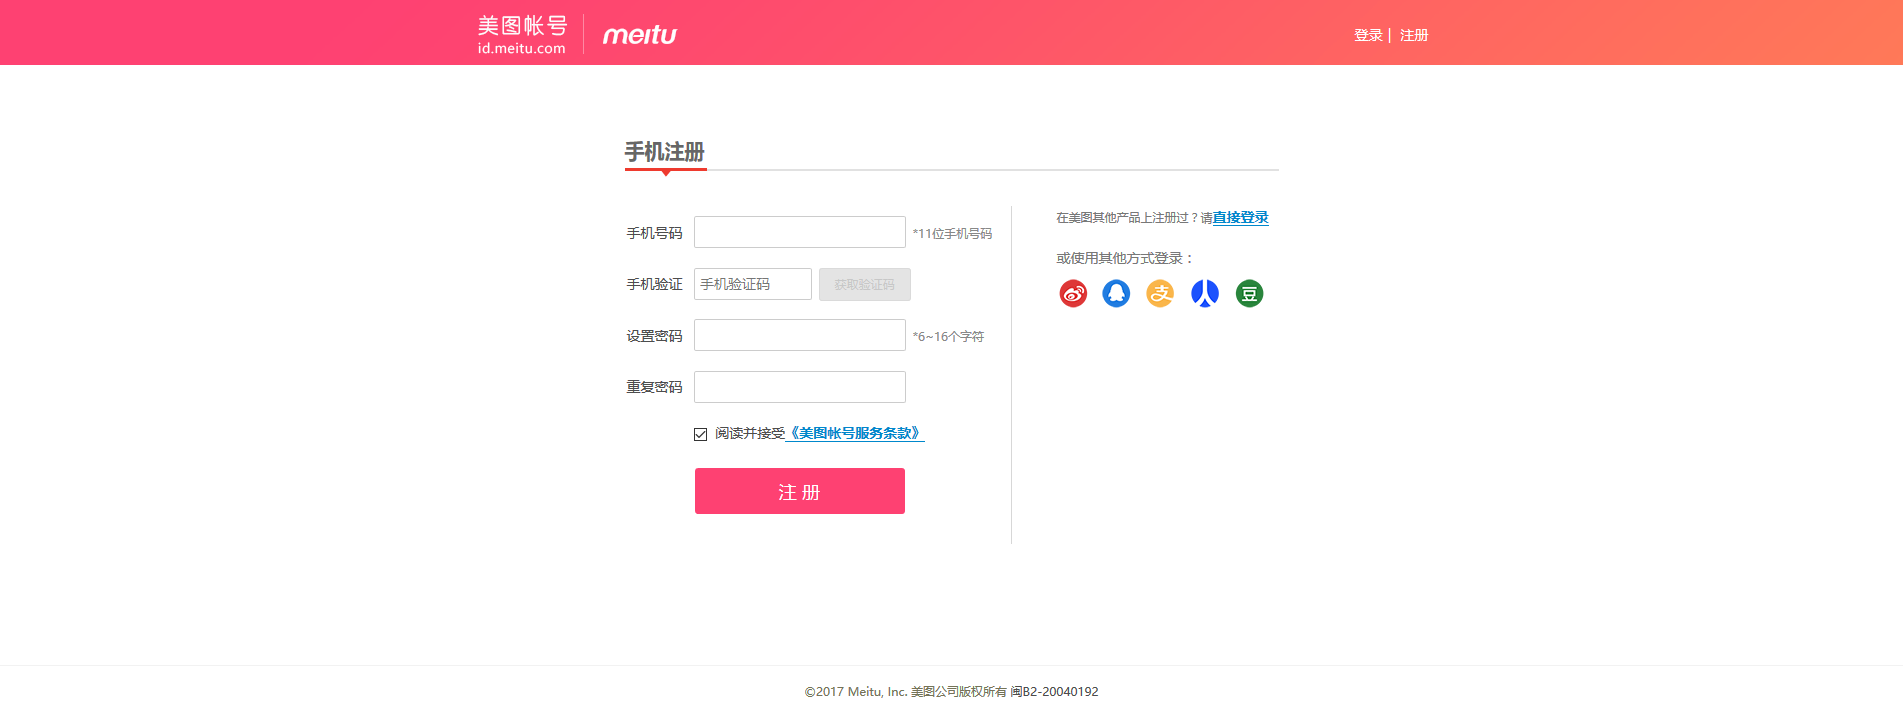 美图帐号
id.meitu.com
meitu
登录 | 注册
手机注册
手机号码 *11位手机号码
手机验证 手机验证码 获取验证码
设置密码 *6~16个字符
重复密码
阅读并接受《美图帐号服务条款》
注 册
在美图其他产品上注册过？请直接登录
或使用其他方式登录：
支
人
豆
©2017 Meitu, Inc. 美图公司版权所有 闽B2-20040192